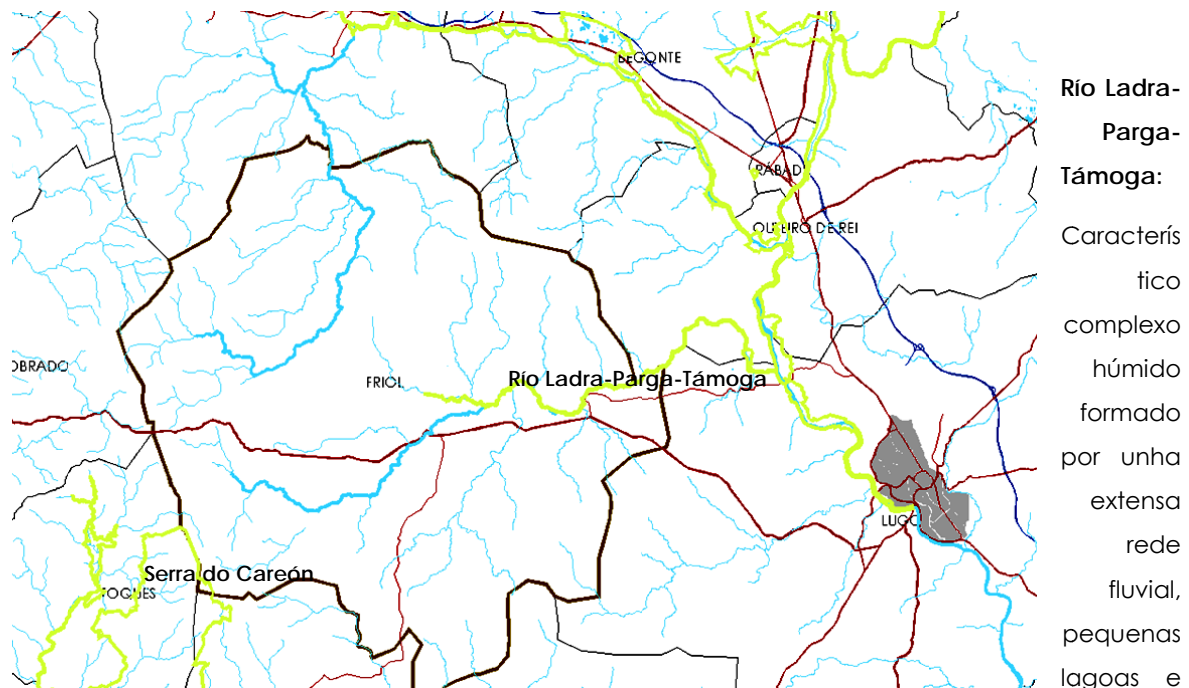 BEGONTE
RÁBADE
OUTEIRO DE REI
OBRADO
FRIOL
Río Ladra-Parga-Támoga
LUGO
Serra do Careón
TOQUES
Río Ladra-
Parga-
Támoga:
Caracterís
tico
complexo
húmido
formado
por unha
extensa
rede
fluvial,
pequenas
lagoas e